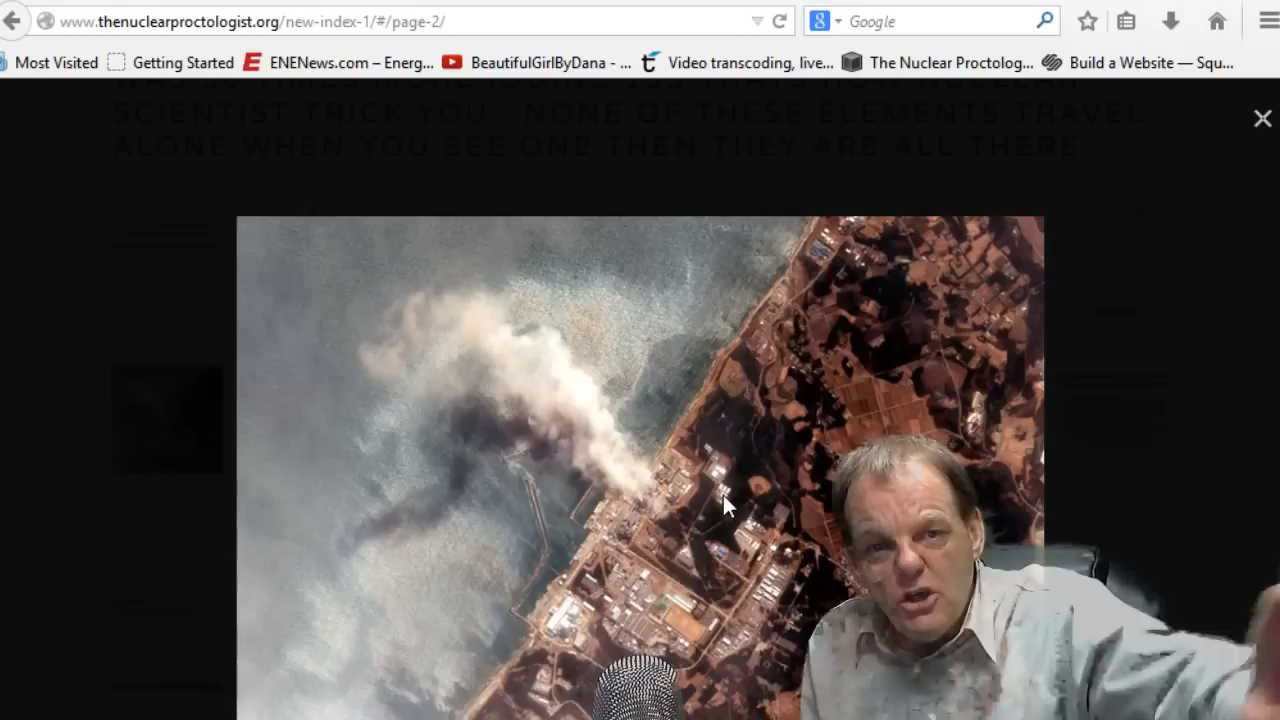 www.thenuclearproctologist.org/new-index-1/#/page-2/
Google
Most Visited Getting Started ENENews.com – Energ... BeautifulGirlByDana - ... Video transcoding, live... The Nuclear Proctolog... Build a Website — Squ...
SCIENTIST TRICK YOU NONE OF THESE ELEMENTS TRAVEL
ALONE WHEN YOU SEE ONE THEN THEY ARE ALL THERE